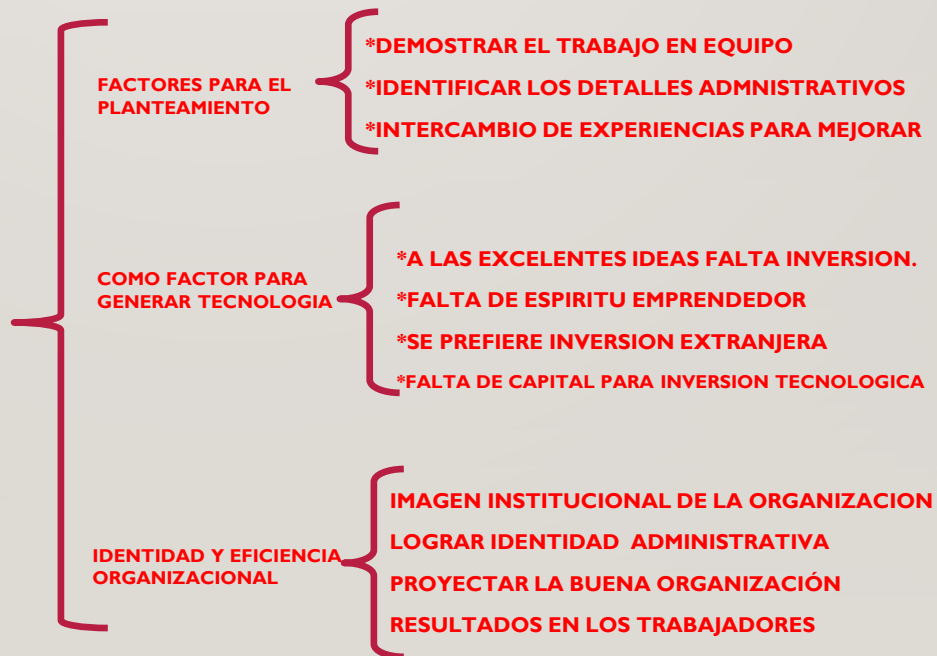 FACTORES PARA EL
PLANTEAMIENTO
*DEMOSTRAR EL TRABAJO EN EQUIPO
*IDENTIFICAR LOS DETALLES ADMNISTRATIVOS
*INTERCAMBIO DE EXPERIENCIAS PARA MEJORAR
COMO FACTOR PARA
GENERAR TECNOLOGIA
*A LAS EXCELENTES IDEAS FALTA INVERSION.
*FALTA DE ESPIRITU EMPRENDEDOR
*SE PREFIERE INVERSION EXTRANJERA
*FALTA DE CAPITAL PARA INVERSION TECNOLOGICA
IDENTIDAD Y EFICIENCIA
ORGANIZACIONAL
IMAGEN INSTITUCIONAL DE LA ORGANIZACION
LOGRAR IDENTIDAD ADMINISTRATIVA
PROYECTAR LA BUENA ORGANIZACIÓN
RESULTADOS EN LOS TRABAJADORES